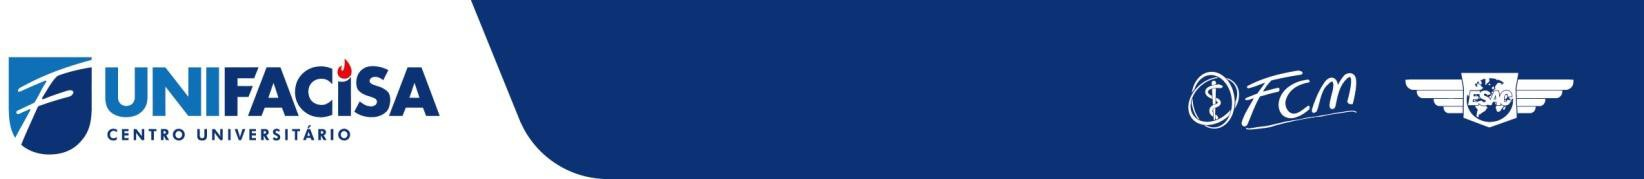 UNIFACISA
CENTRO UNIVERSITÁRIO
FCM
ESAC